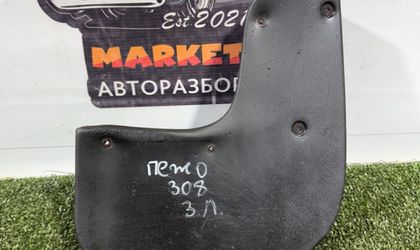 Est 2021
MARKET
АВТОРАЗБОР
пежо
308
З.Л.